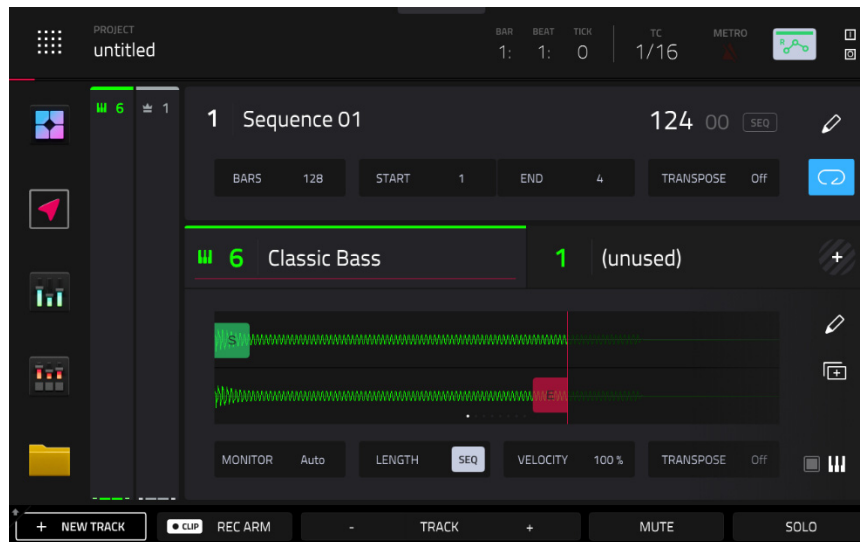 PROJECT
untitled
BAR BEAT TICK
1: 1: 0
TC
1/16
METRO
6
1
1 Sequence 01
124 00 SEQ
BARS 128
START 1
END 4
TRANSPOSE Off
6 Classic Bass
1 (unused)
S
E
MONITOR Auto
LENGTH SEQ
VELOCITY 100 %
TRANSPOSE Off
+ NEW TRACK
CLIP REC ARM
- TRACK +
MUTE
SOLO